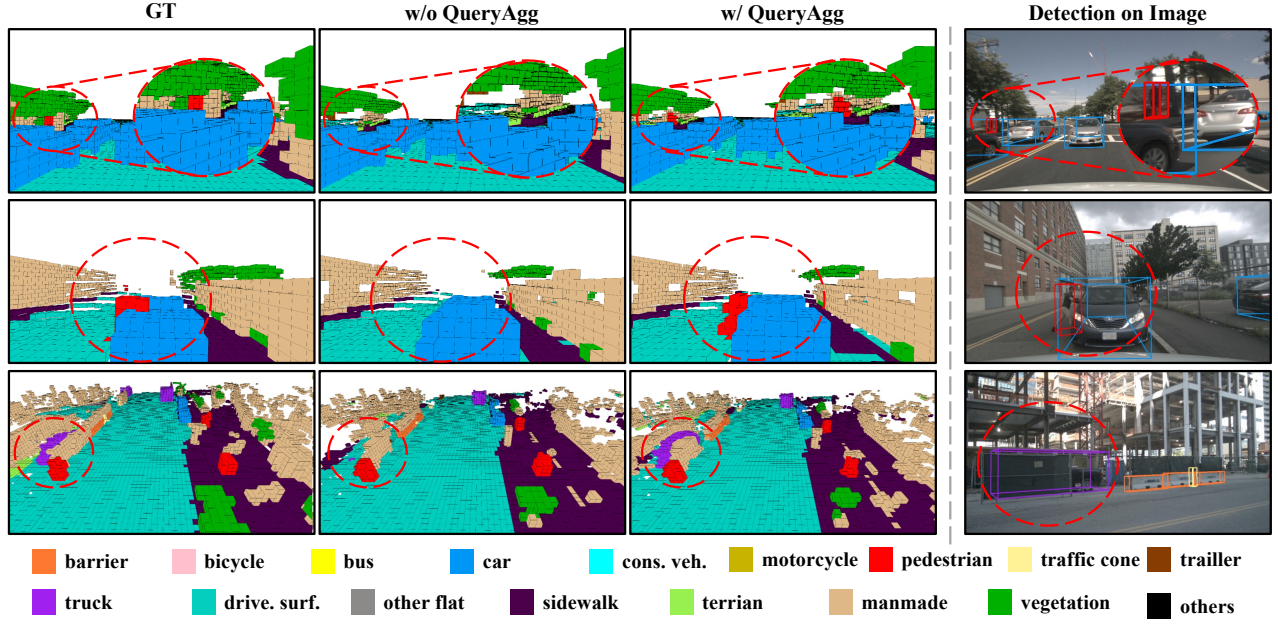 GT w/o QueryAgg w/ QueryAgg Detection on Image
barrier bicycle bus car cons. veh. motorcycle pedestrian traffic cone trailler
truck drive. surf. other flat sidewalk terrian manmade vegetation others